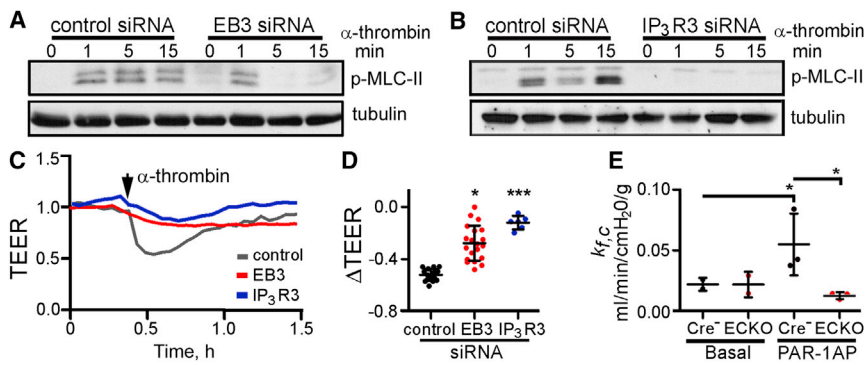 A
control siRNA EB3 siRNA α-thrombin
0 1 5 15 0 1 5 15 min
p-MLC-II
tubulin
B
control siRNA IP3R3 siRNA α-thrombin
0 1 5 15 0 1 5 15 min
p-MLC-II
tubulin
C
α-thrombin
TEER
1.5
1.0
0.5
0.0
control
EB3
IP3R3
0 0.5 1.0 1.5
Time, h
D
ΔTEER
0.0
-0.4
-0.8
* ***
control EB3 IP3R3
siRNA
E
kf,c
ml/min/cmH20/g
0.10
0.05
0.00
*
*
Cre- ECKO Cre- ECKO
Basal PAR-1AP